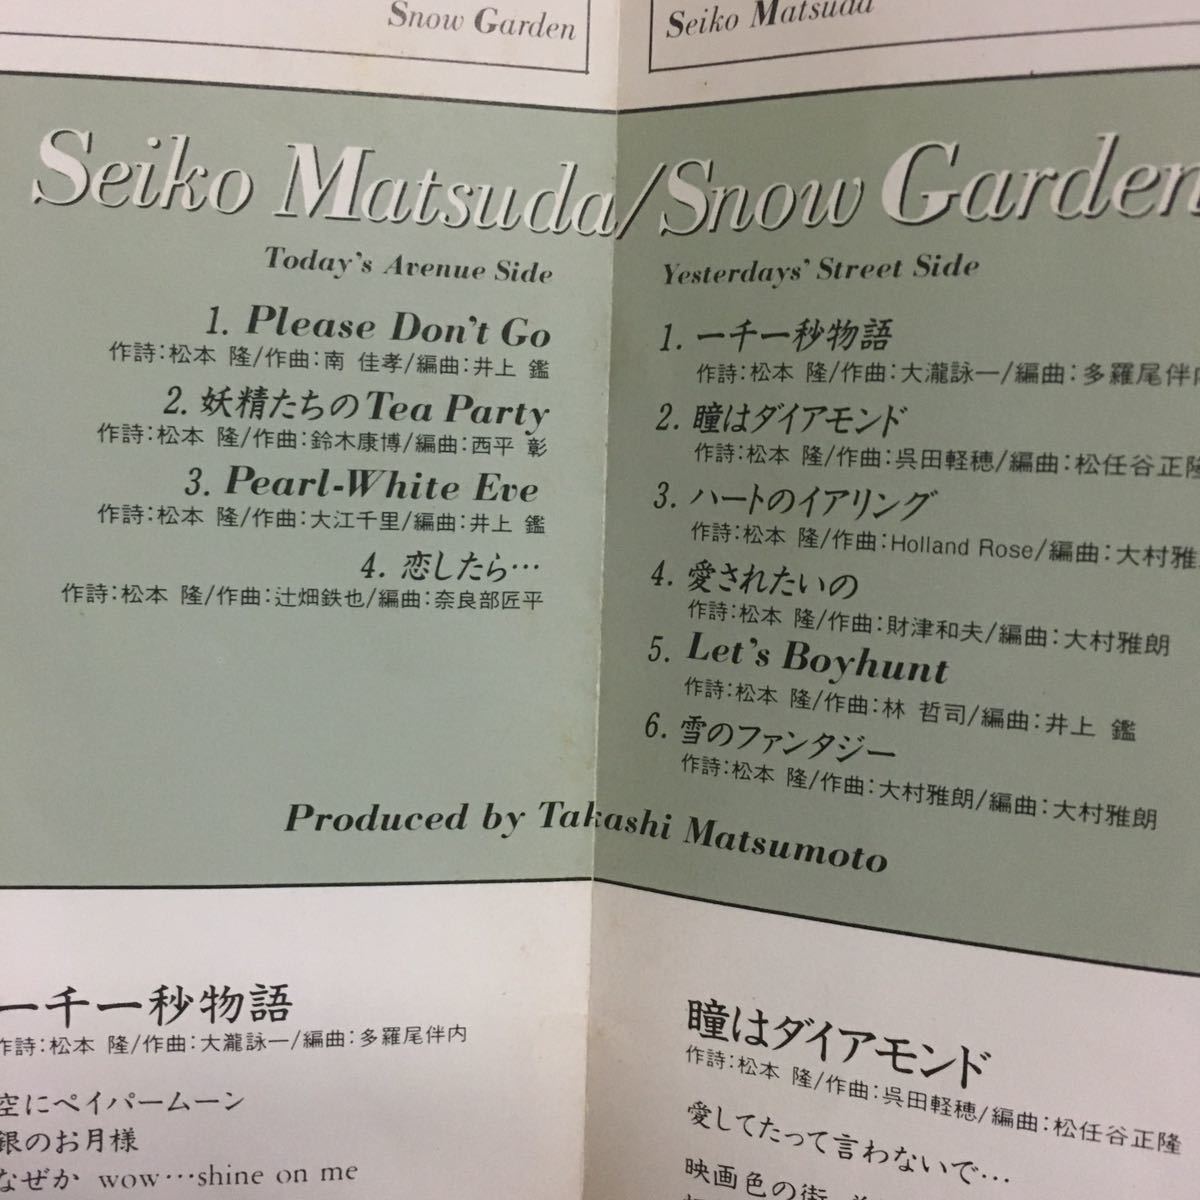 Snow Garden
Seiko Matsuda
Seiko Matsuda/Snow Garden
Today's Avenue Side
1. Please Don't Go
作詩:松本 隆/作曲:南 佳孝/編曲:井上 鑑
2. 妖精たちのTea Party
作詩:松本 隆/作曲:鈴木康博/編曲:西平 彰
3. Pearl-White Eve
作詩:松本 隆/作曲:大江千里/編曲:井上 鑑
4. 恋したら…
作詩:松本 隆/作曲:辻畑鉄也/編曲:奈良部匠平
Yesterdays' Street Side
1. 一千一秒物語
作詩:松本 隆/作曲:大瀧詠一/編曲:多羅尾伴内
2. 瞳はダイアモンド
作詩:松本 隆/作曲:呉田軽穂/編曲:松任谷正隆
3. ハートのイアリング
作詩:松本 隆/作曲:Holland Rose/編曲:大村雅
4. 愛されたいの
作詩:松本 隆/作曲:財津和夫/編曲:大村雅朗
5. Let's Boyhunt
作詩:松本 隆/作曲:林 哲司/編曲:井上 鑑
6. 雪のファンタジー
作詩:松本 隆/作曲:大村雅朗/編曲:大村雅朗
Produced by Takashi Matsumoto
一千一秒物語
作詩:松本 隆/作曲:大瀧詠一/編曲:多羅尾伴内
空にペイパームーン
銀のお月様
なぜか wow…shine on me
瞳はダイアモンド
作詩:松本 隆/作曲:呉田軽穂/編曲:松任谷正隆
愛してたって言わないで…
映画色の街